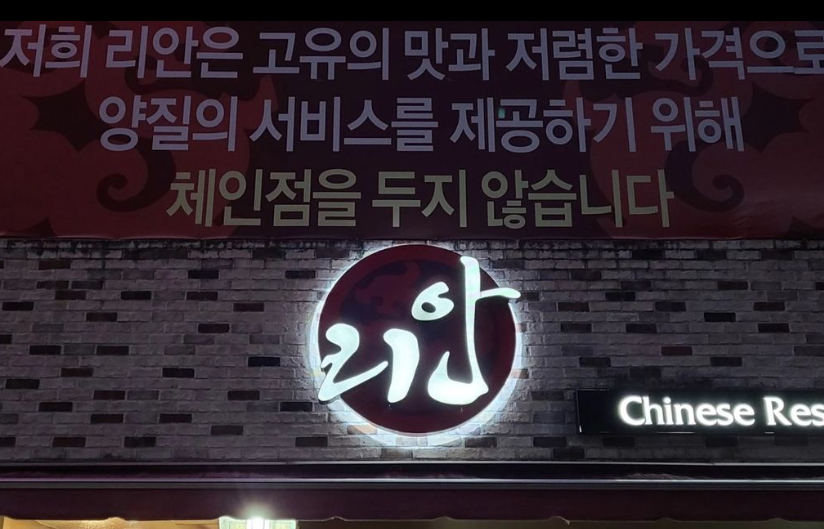 저희 리안은 고유의 맛과 저렴한 가격으로
양질의 서비스를 제공하기 위해
체인점을 두지 않습니다
리안
Chinese Res